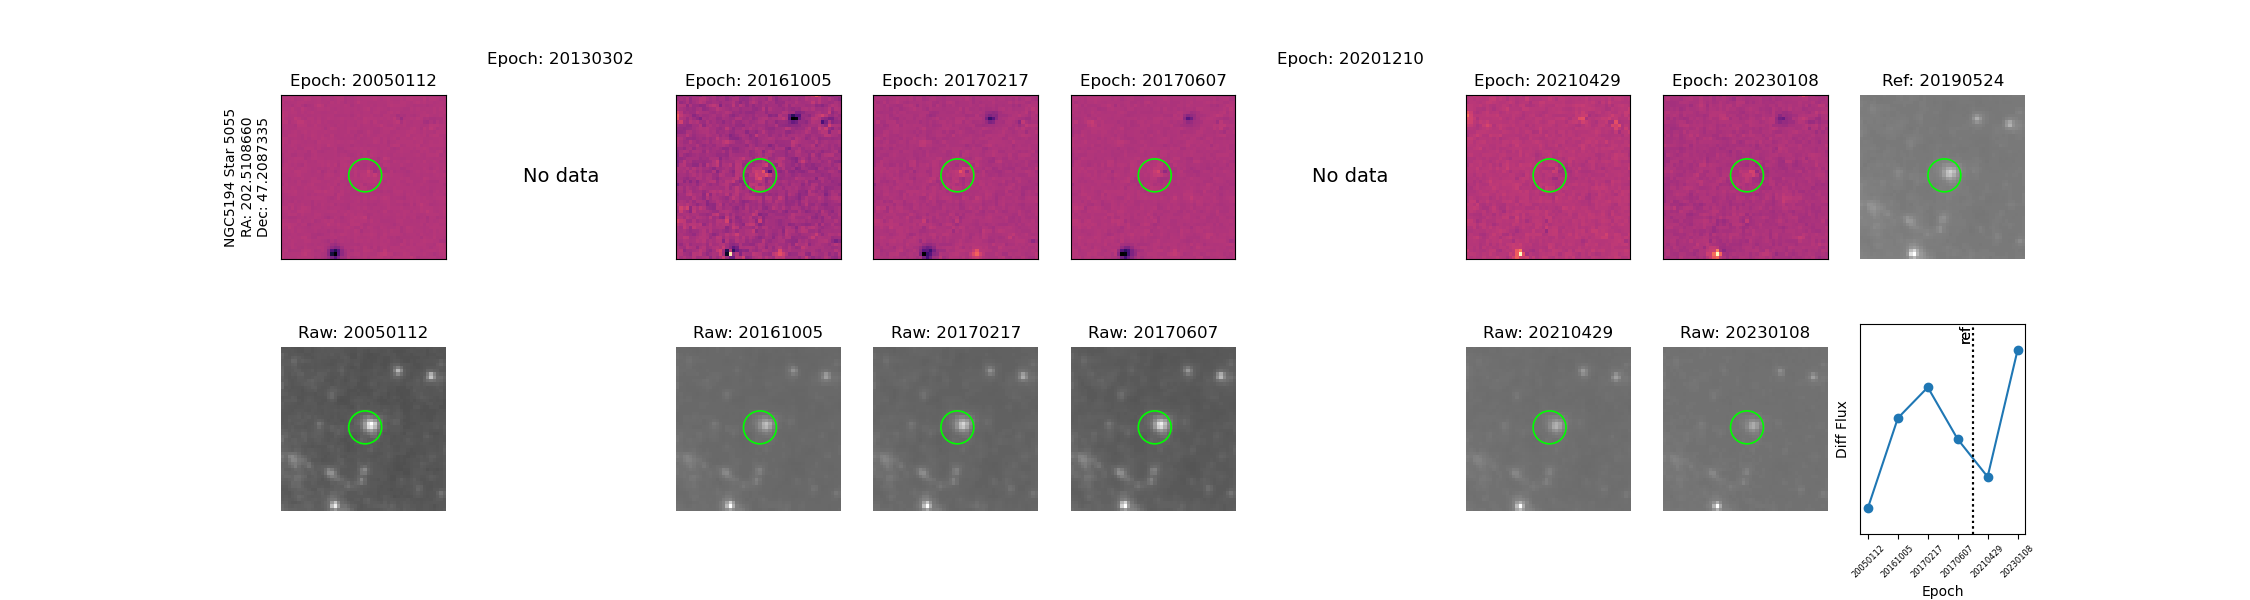 Epoch: 20130302
Epoch: 20201210
Epoch: 20050112
Epoch: 20161005
Epoch: 20170217
Epoch: 20170607
Epoch: 20210429
Epoch: 20230108
Ref: 20190524
NGC5194 Star 5055
RA: 202.5108660
Dec: 47.2087335
No data
No data
Raw: 20050112
Raw: 20161005
Raw: 20170217
Raw: 20170607
Raw: 20210429
Raw: 20230108
ref
Diff Flux
20050112
20161005
20170217
20170607
20210429
20230108
Epoch